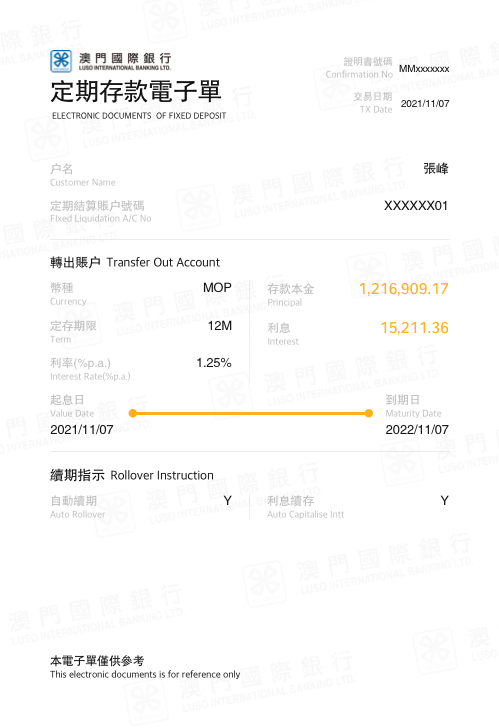 澳門國際銀行
LUSO INTERNATIONAL BANKING LTD.
定期存款電子單
ELECTRONIC DOCUMENTS OF FIXED DEPOSIT
證明書號碼
Confirmation No
MMxxxxxxx
交易日期
TX Date
2021/11/07
户名
Customer Name
張峰
定期結算賬户號碼
FIxed Liquidation A/C No
XXXXXX01
轉出賬户 Transfer Out Account
幣種
Currency
MOP
存款本金
Principal
1,216,909.17
定存期限
Term
12M
利息
Interest
15,211.36
利率(%p.a.)
Interest Rate(%p.a.)
1.25%
起息日
Value Date
2021/11/07
到期日
Maturity Date
2022/11/07
續期指示 Rollover Instruction
自動續期
Auto Rollover
Y
利息續存
Auto Capitalise Intt
Y
本電子單僅供參考
This electronic documents is for reference only